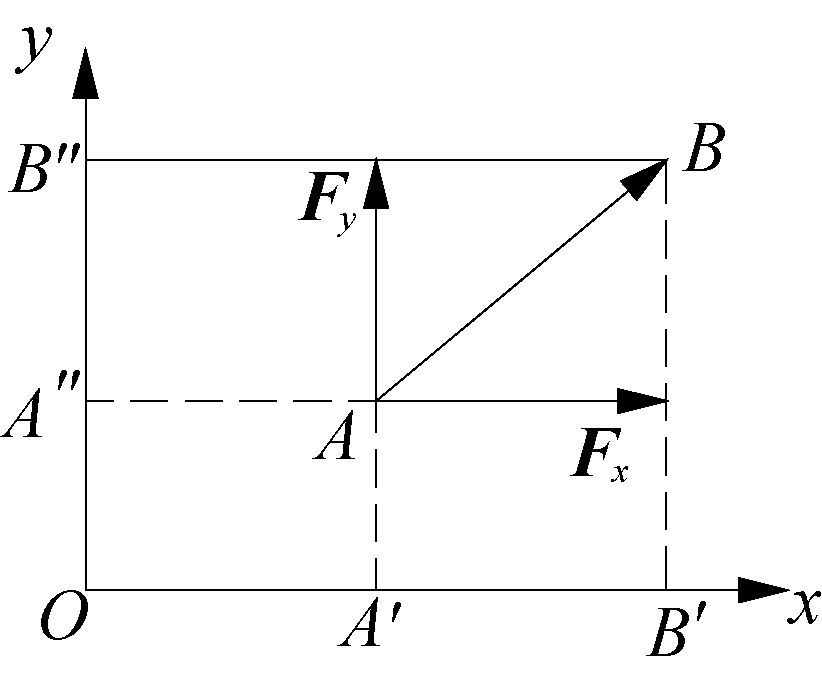 y
B″ B
F_y
A″ A
F_x
O A′ B′ x